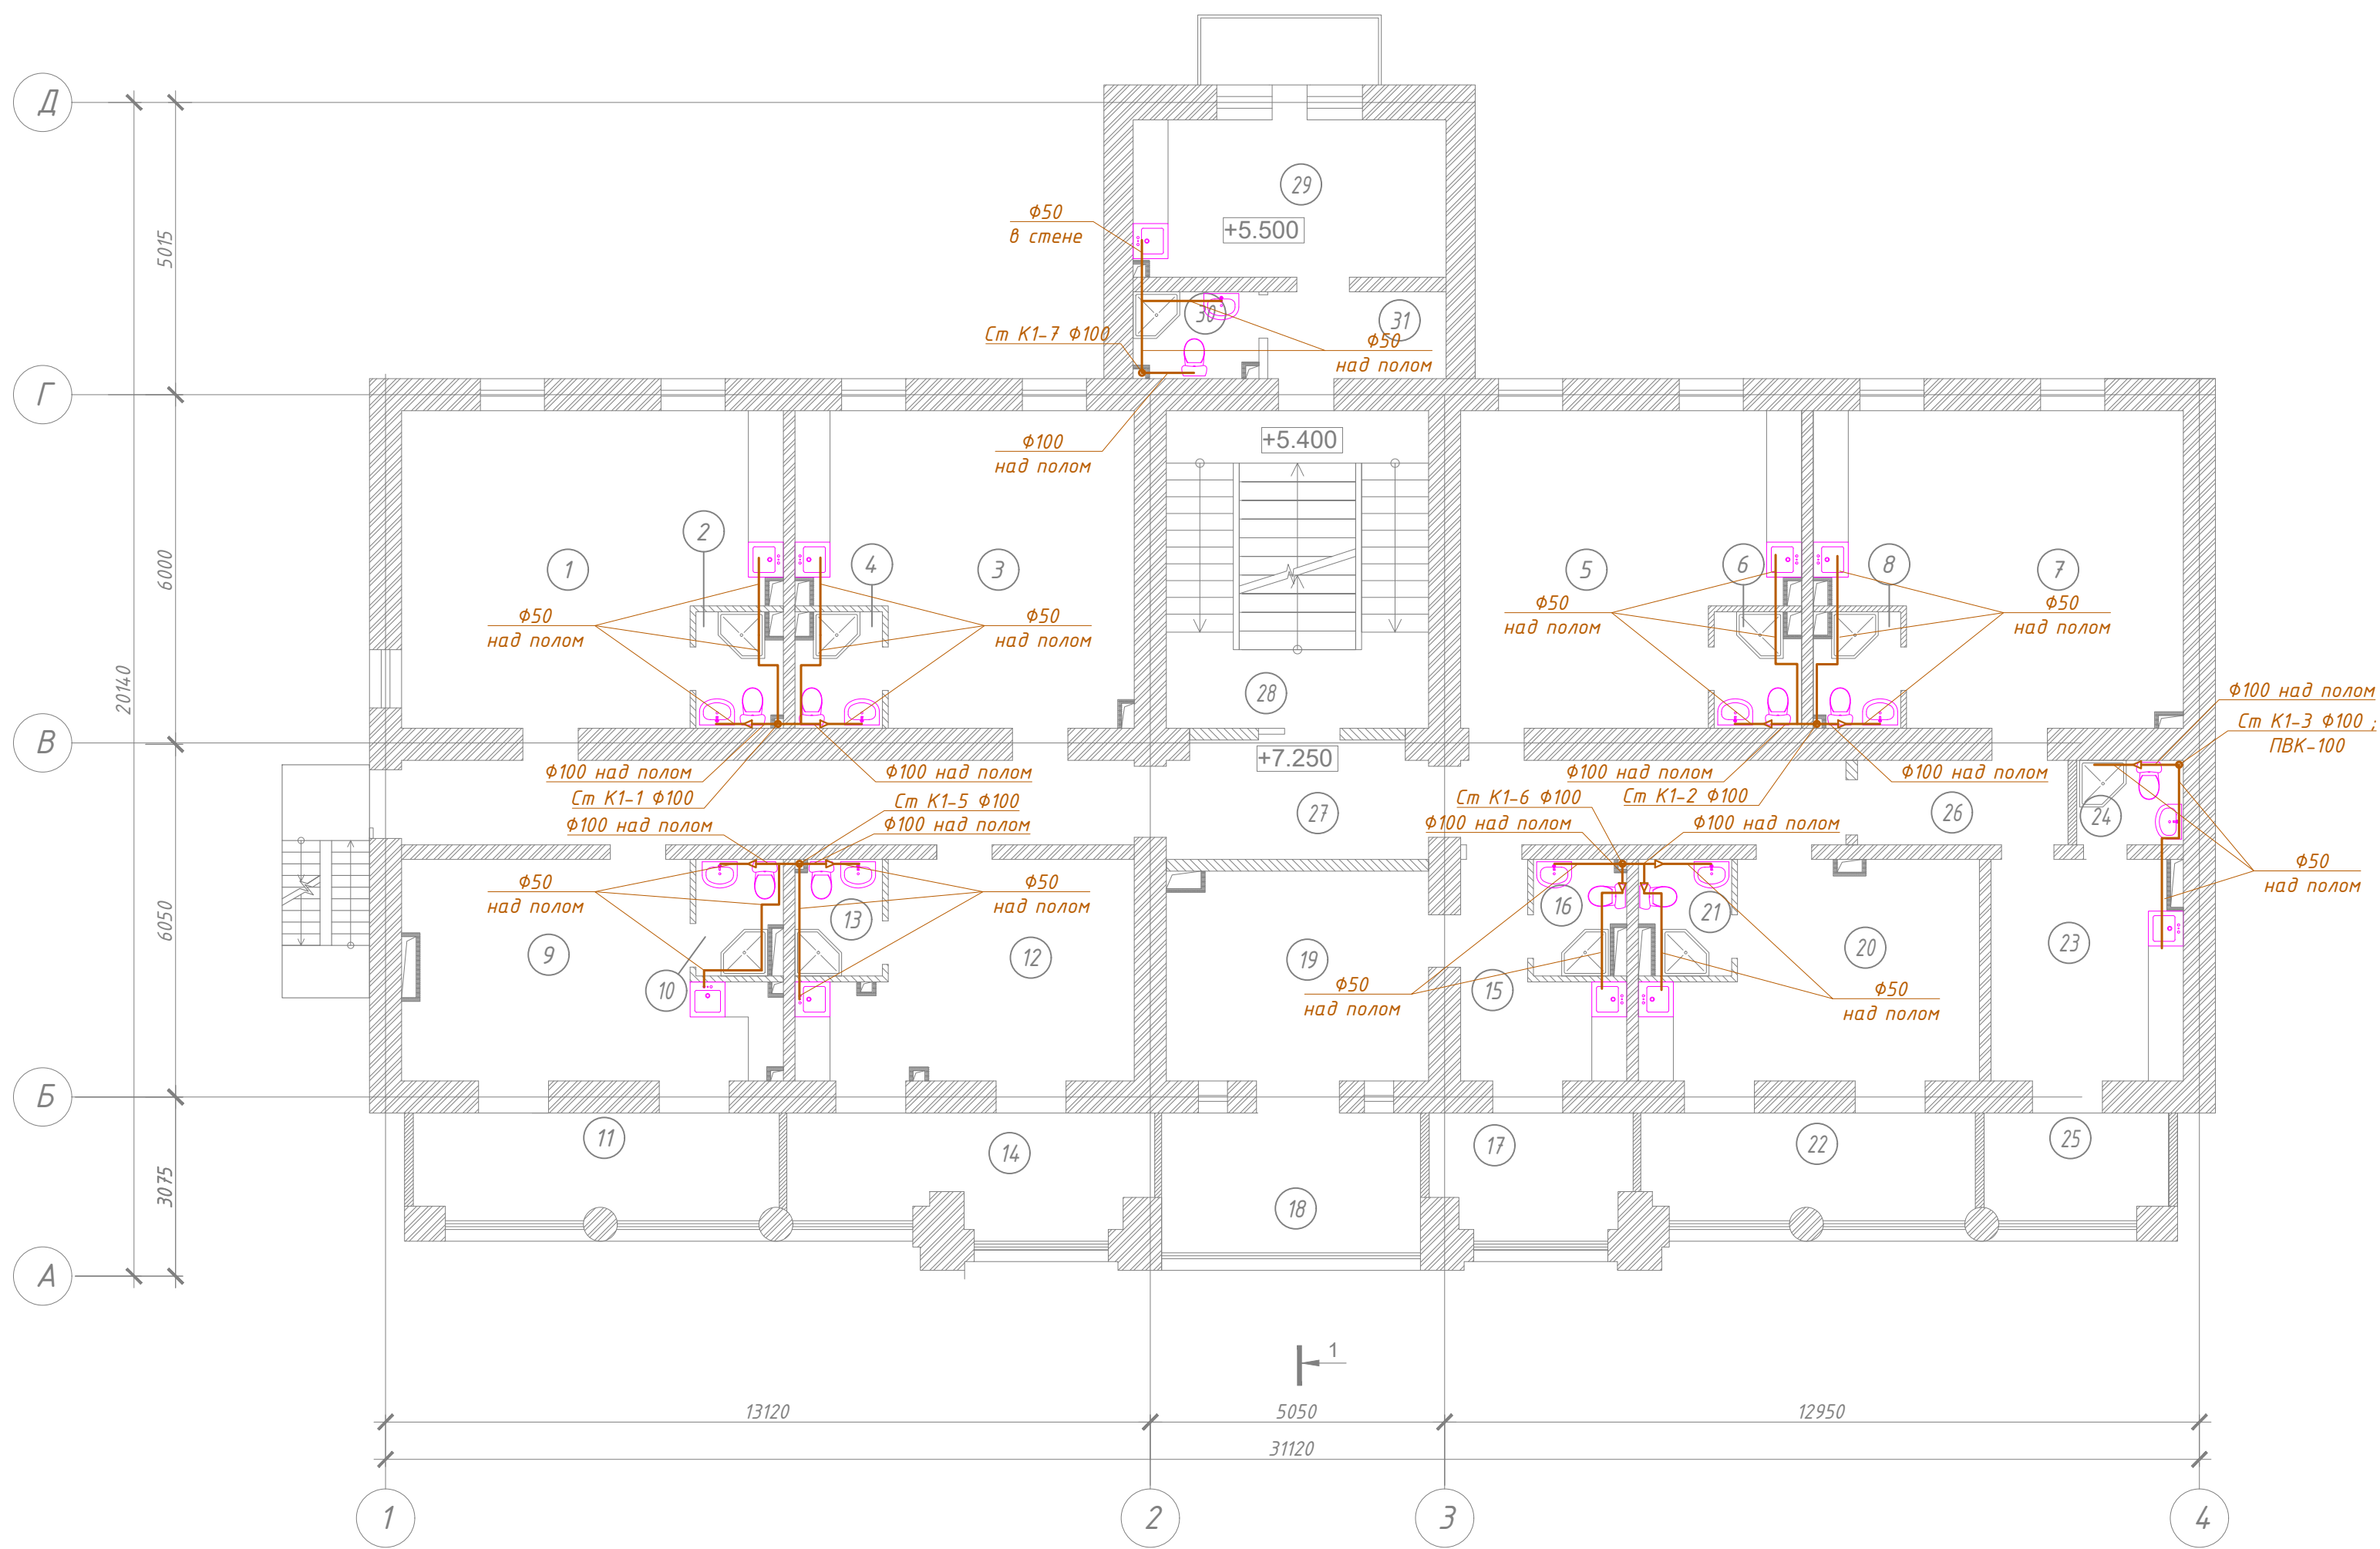 Д
29
Ф50
в стене
+5.500
5015
30
31
Ст К1-7 Ф100
Ф50
над полом
Г
Ф100
над полом
+5.400
2
4
6
8
1
3
5
7
6000
Ф50
над полом
Ф50
над полом
Ф50
над полом
Ф50
над полом
20140
28
Ф100 над полом
Ст К1-3 Ф100 ;
ПВК-100
В
+7.250
Ф100 над полом
Ф100 над полом
Ф100 над полом
Ф100 над полом
Ст К1-1 Ф100
Ст К1-5 Ф100
Ст К1-6 Ф100
Ст К1-2 Ф100
27
26
24
Ф100 над полом
Ф100 над полом
Ф100 над полом
Ф100 над полом
Ф50
над полом
Ф50
над полом
Ф50
над полом
13
16
21
6050
9
12
19
20
23
10
15
Ф50
над полом
Ф50
над полом
Б
11
14
17
22
25
3075
18
А
1
13120
5050
12950
31120
1
2
3
4